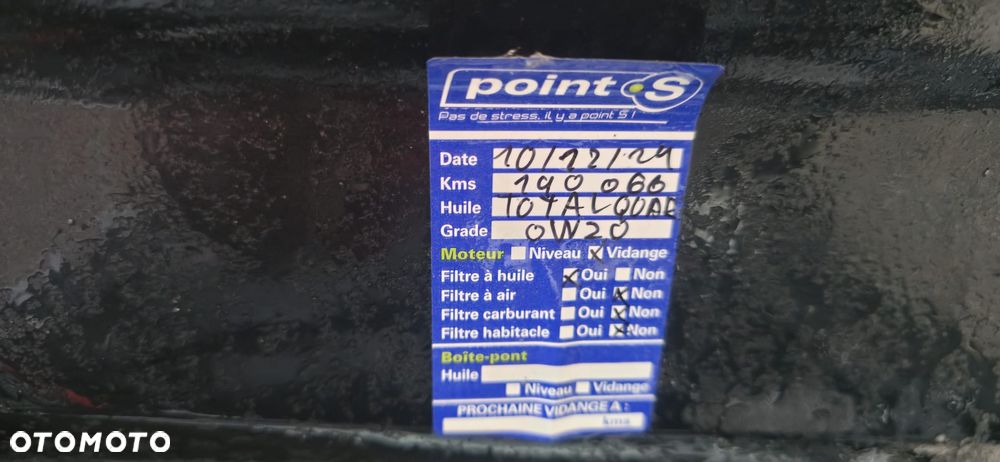 point S
Pas de stress, il y a point S !
Date 10/12/24
Kms 190 066
Huile TOTAL QUAR
Grade 0W20
Moteur Niveau Vidange
Filtre à huile Oui Non
Filtre à air Oui Non
Filtre carburant Oui Non
Filtre habitacle Oui Non
Boîte-pont
Huile
Niveau Vidange
PROCHAINE VIDANGE A :
kms
OTOMOTO